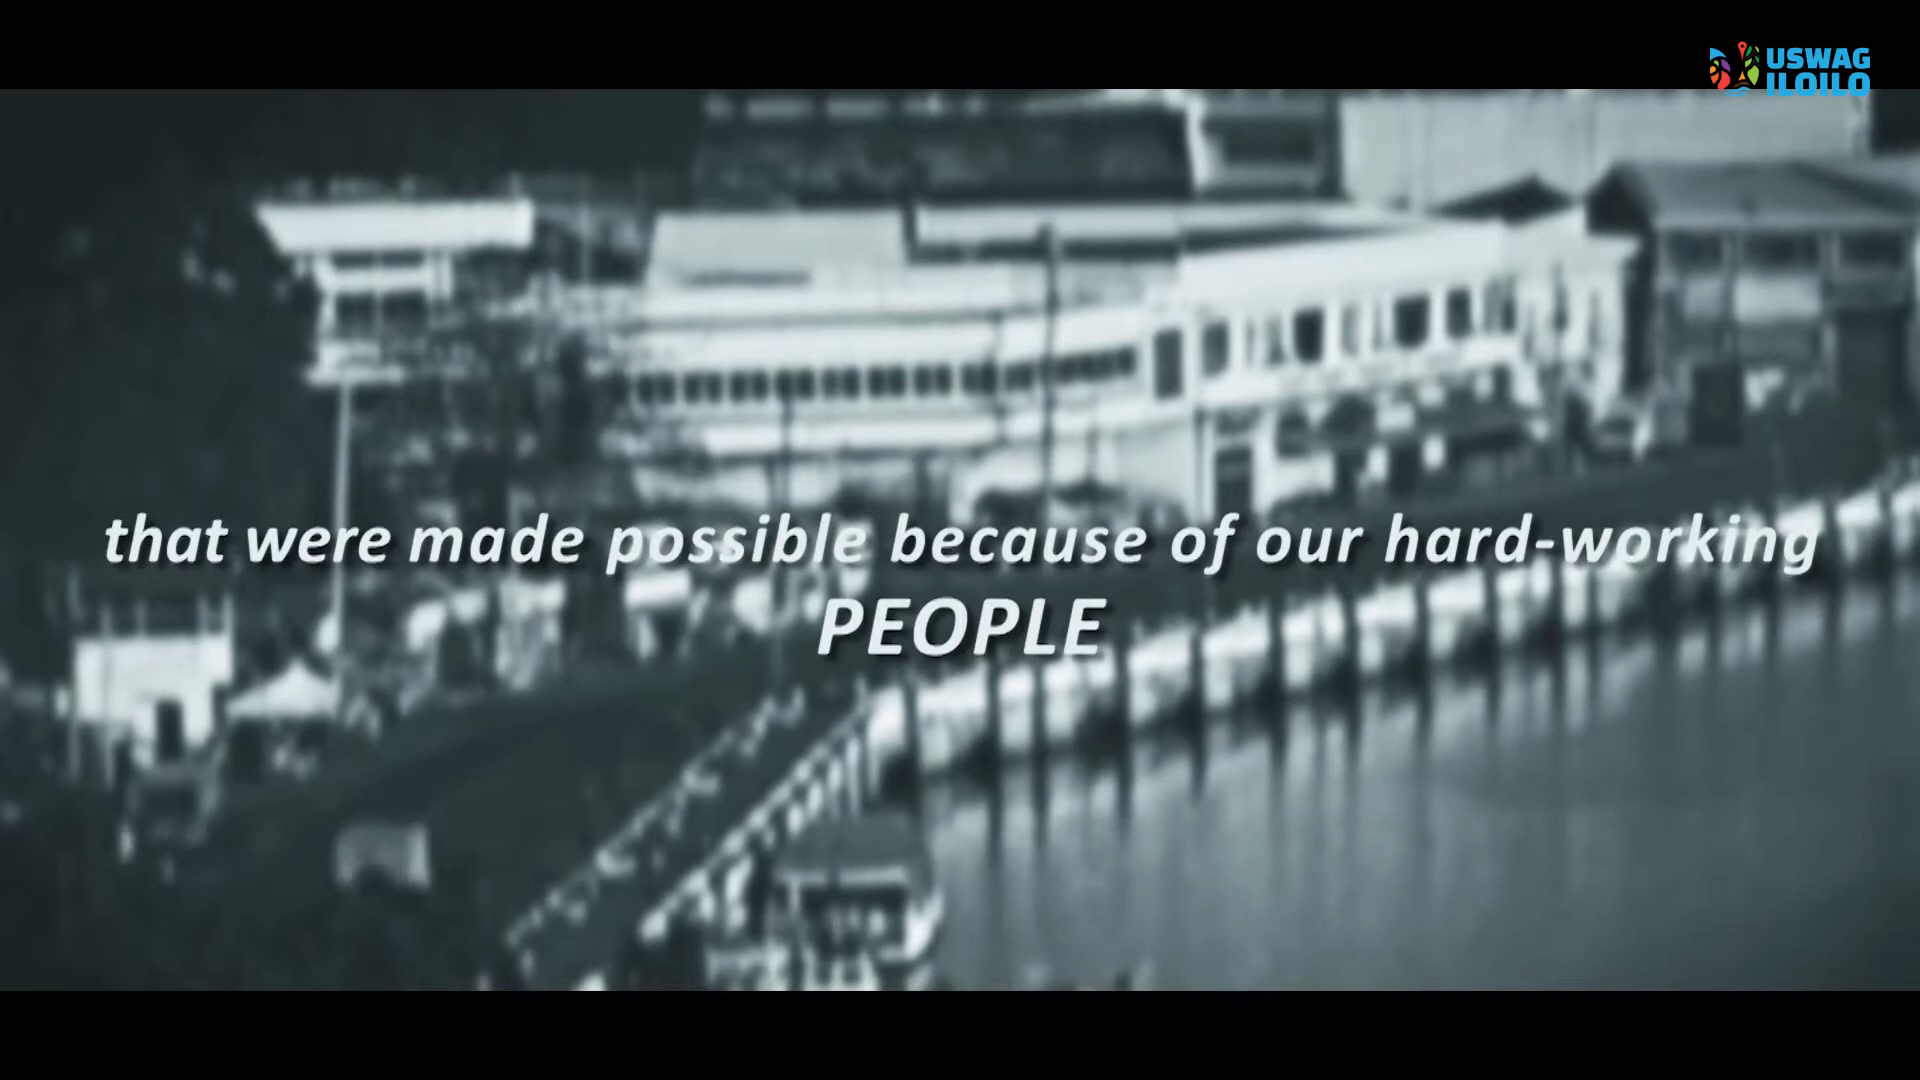 USWAG
ILOILO
that were made possible because of our hard-working
PEOPLE